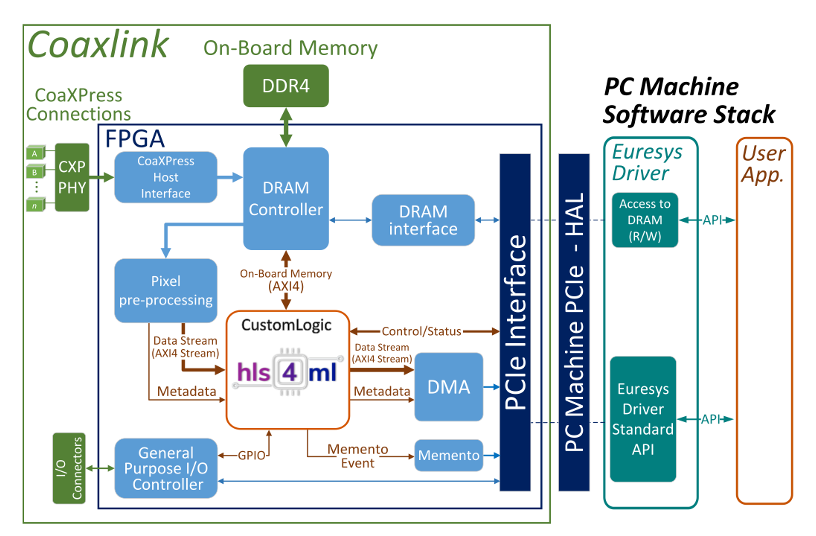 Coaxlink
On-Board Memory
DDR4
CoaXPress
Connections
A
B
n
CXP
PHY
FPGA
CoaXPress
Host
Interface
DRAM
Controller
DRAM
interface
Pixel
pre-processing
On-Board Memory
(AXI4)
CustomLogic
hls 4 ml
Data Stream
(AXI4 Stream)
Metadata
Control/Status
Data Stream
(AXI4 Stream)
Metadata
DMA
I/O
Connectors
General
Purpose I/O
Controller
GPIO
Memento
Event
Memento
PCIe Interface
PC Machine PCIe - HAL
PC Machine
Software Stack
Euresys
Driver
Access to
DRAM
(R/W)
API
Euresys
Driver
Standard
API
API
User
App.